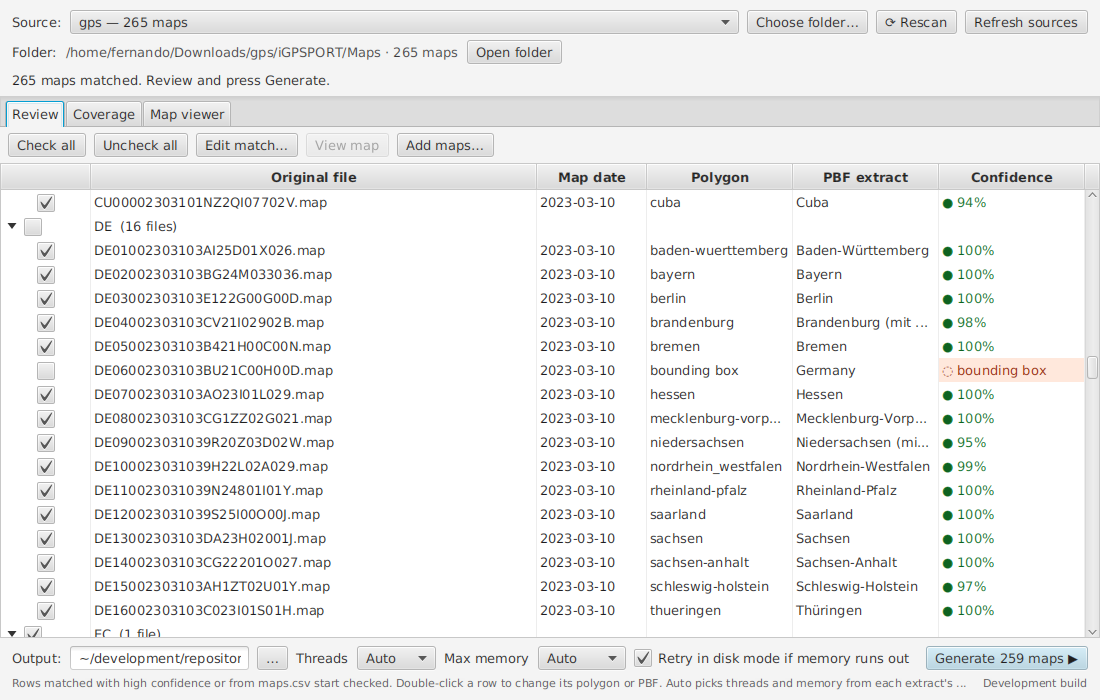 Source: gps — 265 maps Choose folder... ⟳ Rescan Refresh sources
Folder: /home/fernando/Downloads/gps/iGPSPORT/Maps · 265 maps Open folder
265 maps matched. Review and press Generate.
Review Coverage Map viewer
Check all Uncheck all Edit match... View map Add maps...
Original file Map date Polygon PBF extract Confidence
CU00002303101NZ2QI07702V.map 2023-03-10 cuba Cuba 94%
DE (16 files)
DE01002303103AI25D01X026.map 2023-03-10 baden-wuerttemberg Baden-Württemberg 100%
DE02002303103BG24M033036.map 2023-03-10 bayern Bayern 100%
DE03002303103E122G00G00D.map 2023-03-10 berlin Berlin 100%
DE04002303103CV21I02902B.map 2023-03-10 brandenburg Brandenburg (mit ... 98%
DE05002303103B421H00C00N.map 2023-03-10 bremen Bremen 100%
DE06002303103BU21C00H00D.map 2023-03-10 bounding box Germany bounding box
DE07002303103AO23I01L029.map 2023-03-10 hessen Hessen 100%
DE08002303103CG1ZZ02G021.map 2023-03-10 mecklenburg-vorp... Mecklenburg-Vorp... 100%
DE090023031039R20Z03D02W.map 2023-03-10 niedersachsen Niedersachsen (mi... 95%
DE100023031039H22L02A029.map 2023-03-10 nordrhein_westfalen Nordrhein-Westfalen 99%
DE110023031039N24801I01Y.map 2023-03-10 rheinland-pfalz Rheinland-Pfalz 100%
DE120023031039S25I00O00J.map 2023-03-10 saarland Saarland 100%
DE13002303103DA23H02001J.map 2023-03-10 sachsen Sachsen 100%
DE14002303103CG22201O027.map 2023-03-10 sachsen-anhalt Sachsen-Anhalt 100%
DE15002303103AH1ZT02U01Y.map 2023-03-10 schleswig-holstein Schleswig-Holstein 97%
DE16002303103C023I01S01H.map 2023-03-10 thueringen Thüringen 100%
EC (1 file)
Output: ~/development/repositor ... Threads Auto Max memory Auto Retry in disk mode if memory runs out Generate 259 maps ▶
Rows matched with high confidence or from maps.csv start checked. Double-click a row to change its polygon or PBF. Auto picks threads and memory from each extract's ... Development build